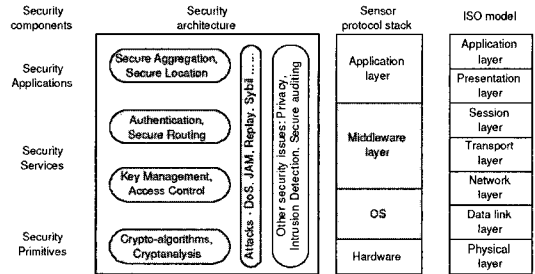 Security
components
Security
architecture
Sensor
protocol stack
ISO model
Security
Applications
Security
Services
Security
Primitives
Secure Aggregation,
Secure Location
Authentication,
Secure Routing
Key Management,
Access Control
Crypto-algorithms,
Cryptanalysis
Attacks - DoS, JAM, Replay, Sybil ......
Other security issues: Privacy,
Intrusion Detection, Secure auditing
Application
layer
Middleware
layer
OS
Hardware
Application
layer
Presentation
layer
Session
layer
Transport
layer
Network
layer
Data link
layer
Physical
layer